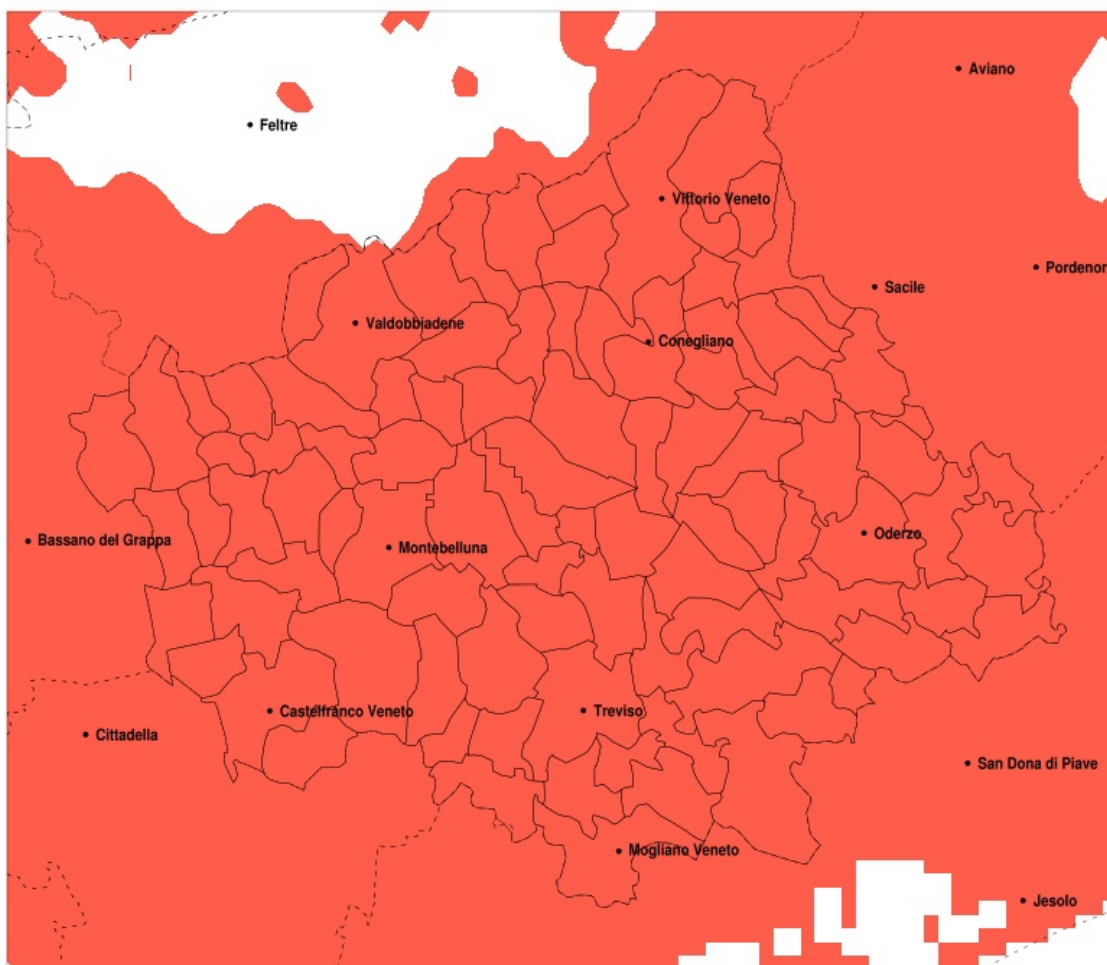 Aviano
Feltre
Vittorio Veneto
Pordenon
Sacile
Valdobbiadene
Conegliano
Oderzo
Bassano del Grappa
Montebelluna
Castelfranco Veneto
Treviso
Cittadella
San Dona di Piave
Mogliano Veneto
Jesolo